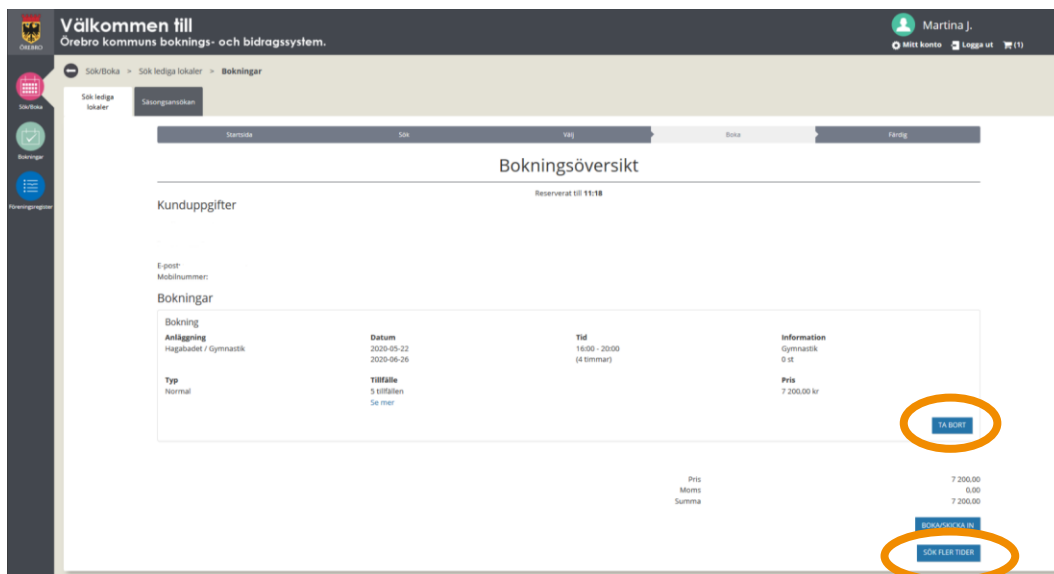 Välkommen till
Örebro kommuns boknings- och bidragssystem.
ÖREBRO
Martina J.
Mitt konto Logga ut (1)
Sök/Boka > Sök lediga lokaler > Bokningar
Sök/Boka
Bokningar
Föreningsregister
Sök lediga
lokaler
Säsongsansökan
Startsida Sök Välj Boka Färdig
Bokningsöversikt
Reserverat till 11:18
Kunduppgifter
E-post:
Mobilnummer:
Bokningar
Bokning
Anläggning Datum Tid Information
Hagabadet / Gymnastik 2020-05-22 16:00 - 20:00 Gymnastik
2020-06-26 (4 timmar) 0 st
Typ Tillfälle Pris
Normal 5 tillfällen 7 200,00 kr
Se mer
TA BORT
Pris 7 200,00
Moms 0,00
Summa 7 200,00
BOKA/SKICKA IN
SÖK FLER TIDER